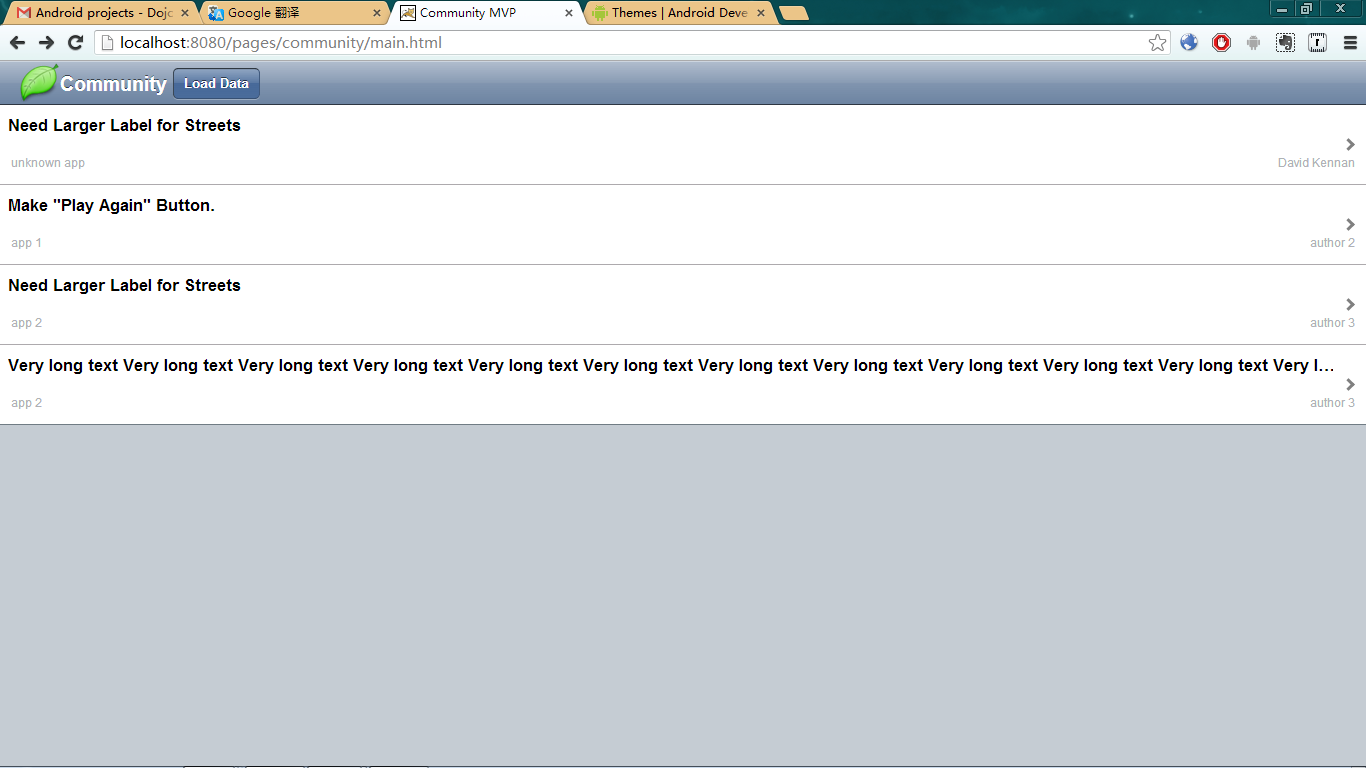 Android projects - Dojc
Google 翻译
Community MVP
Themes | Android Deve
localhost:8080/pages/community/main.html
Community
Load Data
Need Larger Label for Streets
unknown app
David Kennan
Make "Play Again" Button.
app 1
author 2
Need Larger Label for Streets
app 2
author 3
Very long text Very long text Very long text Very long text Very long text Very long text Very long text Very long text Very long text Very long text Very long text Very l...
app 2
author 3